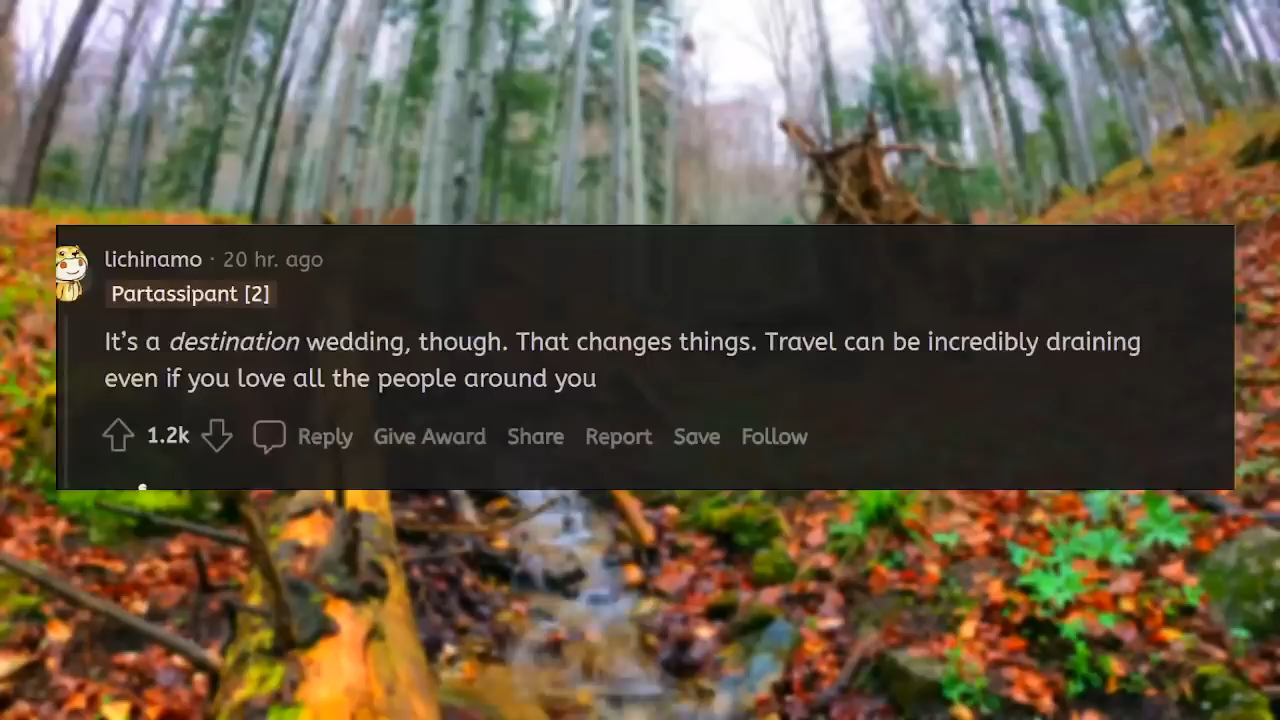 lichinamo · 20 hr. ago
Partassipant [2]
It's a destination wedding, though. That changes things. Travel can be incredibly draining
even if you love all the people around you
1.2k Reply Give Award Share Report Save Follow